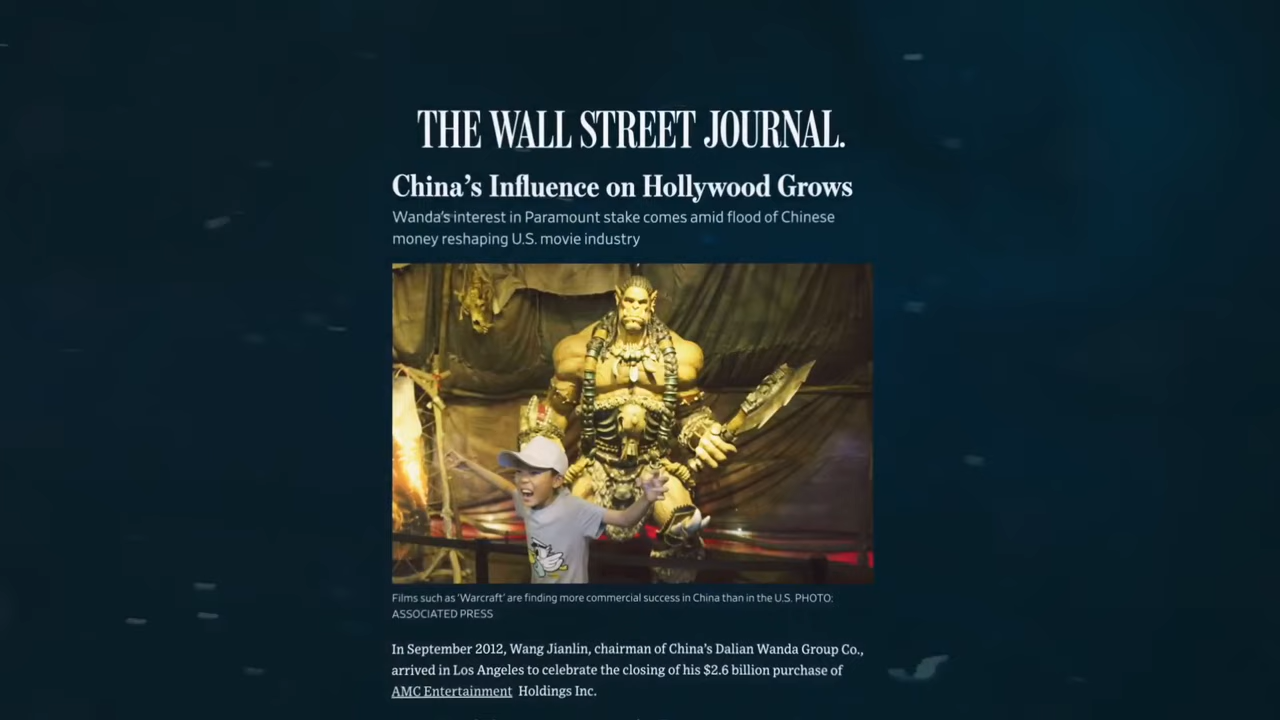 THE WALL STREET JOURNAL.
China's Influence on Hollywood Grows
Wanda's interest in Paramount stake comes amid flood of Chinese
money reshaping U.S. movie industry
Films such as 'Warcraft' are finding more commercial success in China than in the U.S. PHOTO:
ASSOCIATED PRESS
In September 2012, Wang Jianlin, chairman of China's Dalian Wanda Group Co.,
arrived in Los Angeles to celebrate the closing of his $2.6 billion purchase of
AMC Entertainment Holdings Inc.